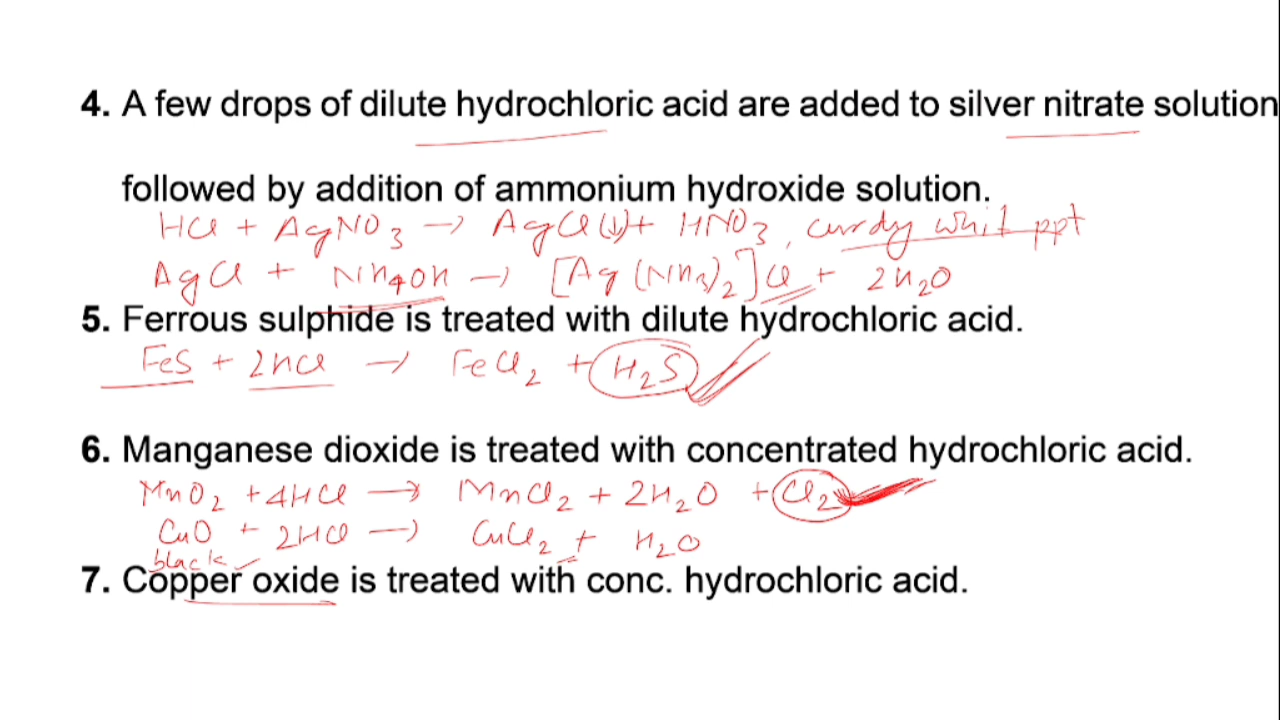 4. A few drops of dilute hydrochloric acid are added to silver nitrate solution
followed by addition of ammonium hydroxide solution.
HCl + AgNO3 → AgCl(↓)+ HNO3, curdy whit ppt
AgCl + NH4OH → [Ag(NH3)2]Cl + 2H2O
5. Ferrous sulphide is treated with dilute hydrochloric acid.
FeS + 2HCl → FeCl2 + H2S
6. Manganese dioxide is treated with concentrated hydrochloric acid.
MnO2 +4HCl → MnCl2 + 2H2O + Cl2
CuO + 2HCl → CuCl2 + H2O
black
7. Copper oxide is treated with conc. hydrochloric acid.